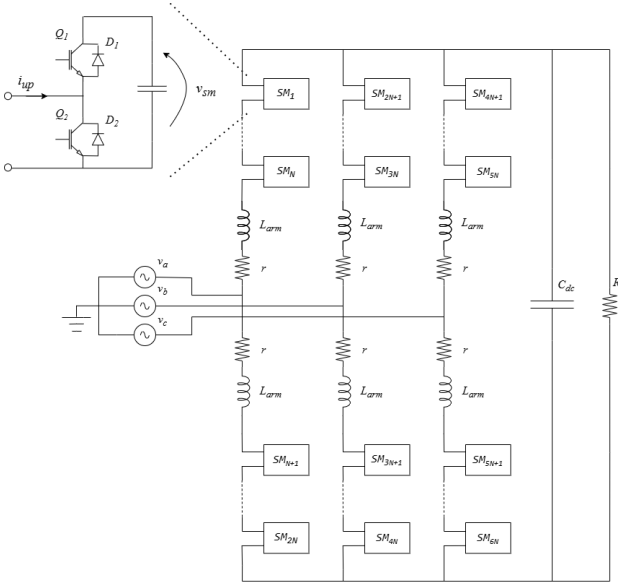 Q1 D1
iup
vsm
Q2 D2
SM1 SM2N+1 SM4N+1
SMN SM3N SM5N
Larm Larm Larm
r r r
va
vb
vc
Cdc R
r r r
Larm Larm Larm
SMN+1 SM3N+1 SM5N+1
SM2N SM4N SM6N